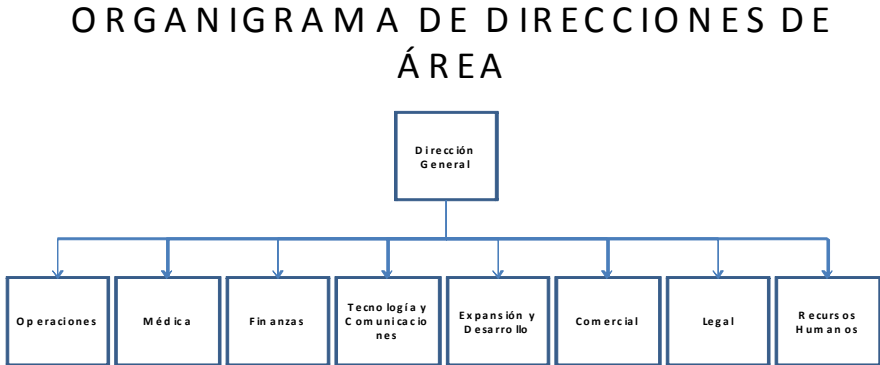 ORGANIGRAMA DE DIRECCIONES DE
ÁREA
Dirección
General
Operaciones
Médica
Finanzas
Tecnología y
Comunicacio
nes
Expansión y
Desarrollo
Comercial
Legal
Recursos
Humanos